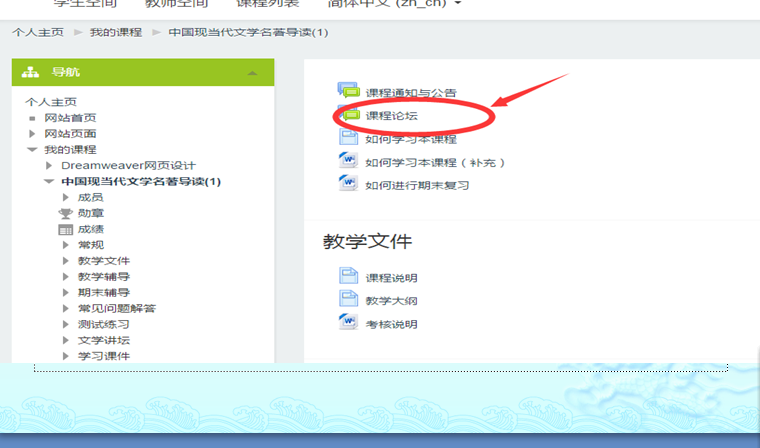 学生空间 教师空间 课程列表 简体中文 (zh_cn)
个人主页 我的课程 中国现当代文学名著导读(1)
导航
个人主页
网站首页
网站页面
我的课程
Dreamweaver网页设计
中国现当代文学名著导读(1)
成员
勋章
成绩
常规
教学文件
教学辅导
期末辅导
常见问题解答
测试练习
文学讲坛
学习课件
课程通知与公告
课程论坛
如何学习本课程
如何学习本课程（补充）
如何进行期末复习
教学文件
课程说明
教学大纲
考核说明